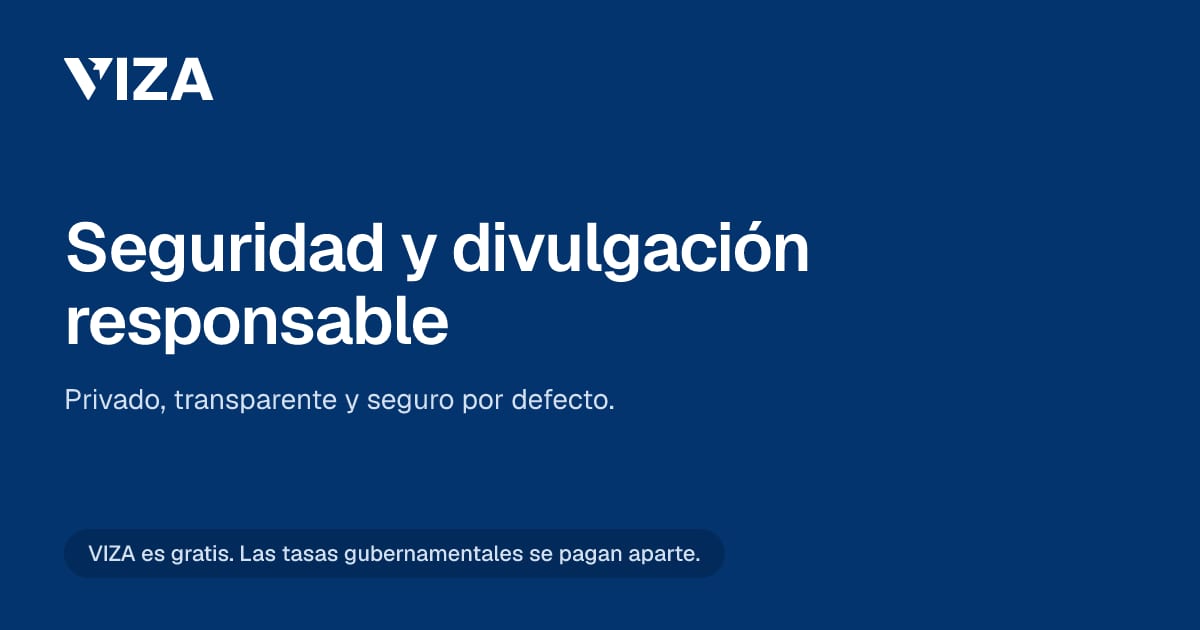 VIZA
Seguridad y divulgación
responsable
Privado, transparente y seguro por defecto.
VIZA es gratis. Las tasas gubernamentales se pagan aparte.